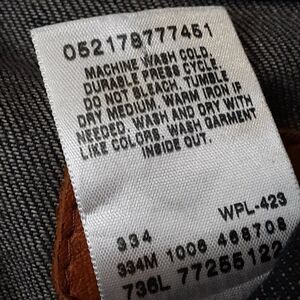 052178777451
MACHINE WASH COLD,
DURABLE PRESS CYCLE.
DO NOT BLEACH. TUMBLE
DRY MEDIUM. WARM IRON IF
NEEDED. WASH AND DRY WITH
LIKE COLORS. WASH GARMENT
INSIDE OUT.
WPL-423
334
334M 1006 468708
736L 77255122